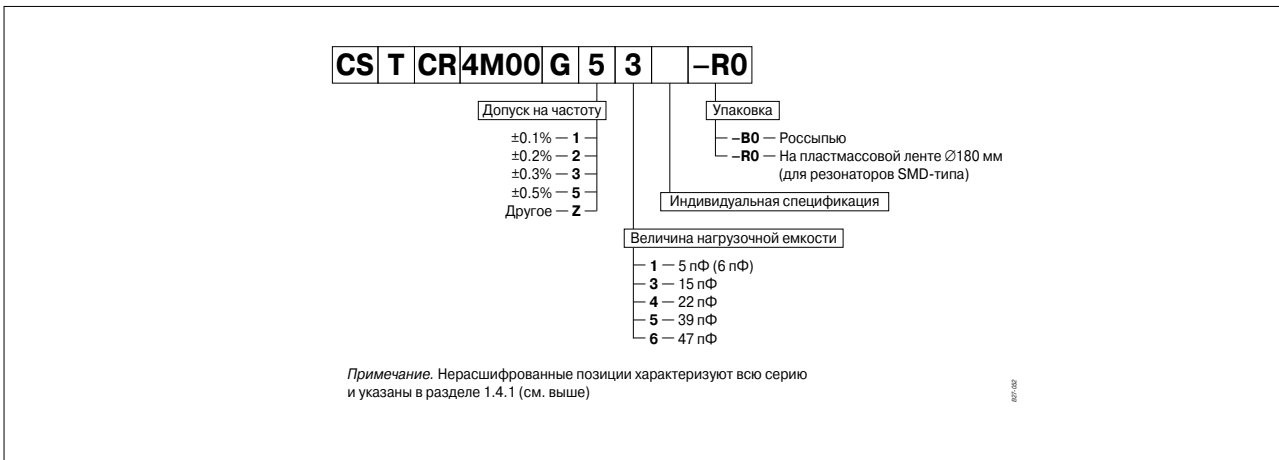 CS T CR 4M00 G 5 3 –R0
Допуск на частоту
±0.1% — 1
±0.2% — 2
±0.3% — 3
±0.5% — 5
Другое — Z
Упаковка
–B0 — Россыпью
–R0 — На пластмассовой ленте ∅180 мм
(для резонаторов SMD-типа)
Индивидуальная спецификация
Величина нагрузочной емкости
1 — 5 пФ (6 пФ)
3 — 15 пФ
4 — 22 пФ
5 — 39 пФ
6 — 47 пФ
Примечание. Нерасшифрованные позиции характеризуют всю серию
и указаны в разделе 1.4.1 (см. выше)